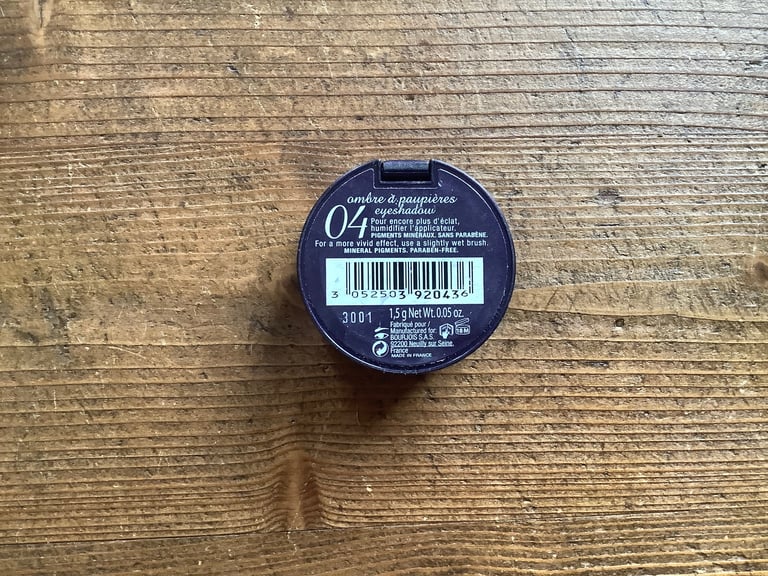 ombre à paupières
04 eyeshadow
Pour encore plus d'éclat,
humidifier l'applicateur.
PIGMENTS MINÉRAUX. SANS PARABÈNE.
For a more vivid effect, use a slightly wet brush.
MINERAL PIGMENTS. PARABEN-FREE.
3 052503 920436
3001
1,5 g Net Wt. 0.05 oz.
Fabriqué pour /
Manufactured for:
BOURJOIS S.A.S.
92200 Neuilly sur Seine.
France
MADE IN FRANCE
18 M